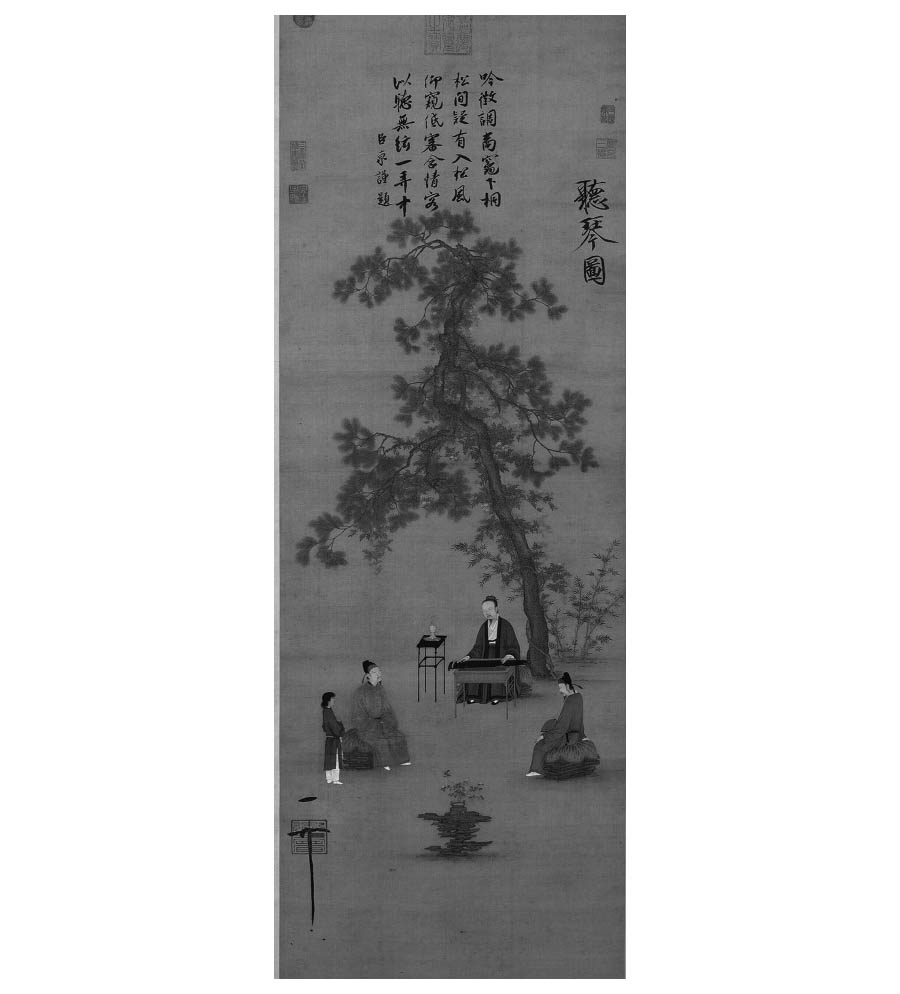 聽琴圖
吟徵調商竈下桐
松間疑有入松風
仰窺低審含情客
以聽無絃一弄中
臣京謹題